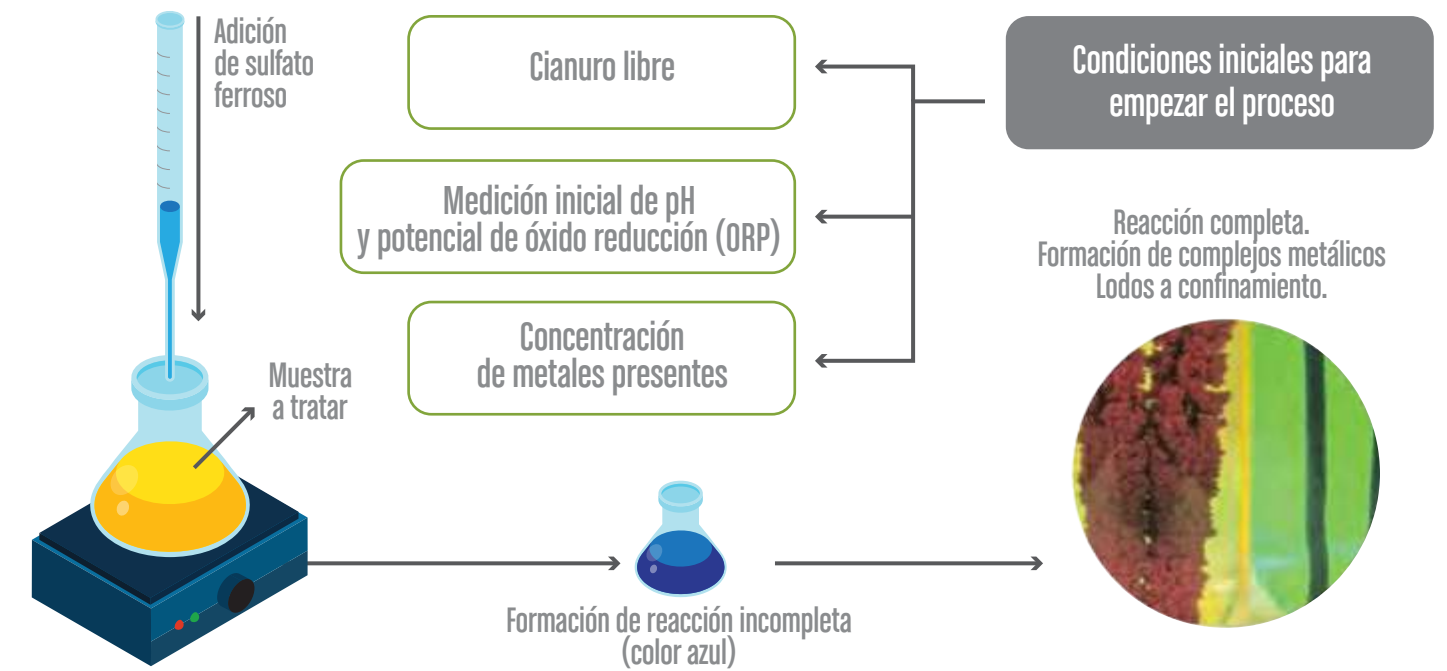 Adición
de sulfato
ferroso
Cianuro libre
Condiciones iniciales para
empezar el proceso
Medición inicial de pH
y potencial de óxido reducción (ORP)
Concentración
de metales presentes
Muestra
a tratar
Reacción completa.
Formación de complejos metálicos
Lodos a confinamiento.
Formación de reacción incompleta
(color azul)